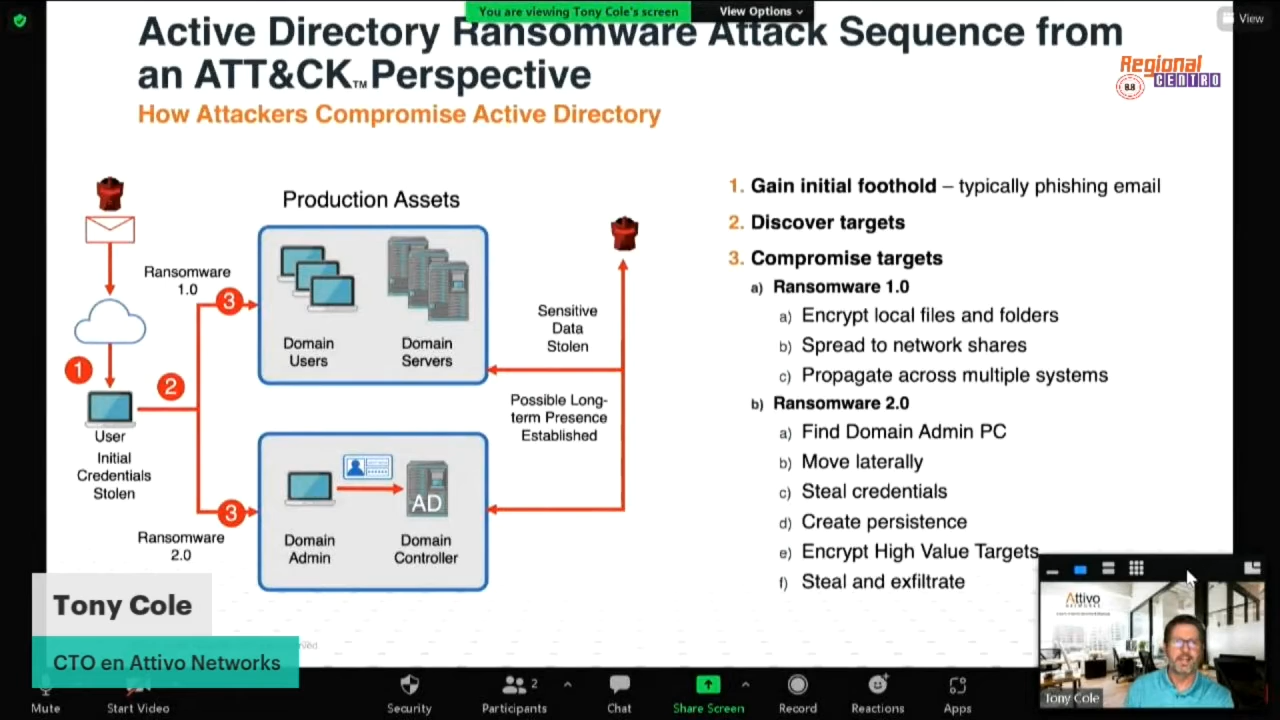 You are viewing Tony Cole's screen
View Options
View
Active Directory Ransomware Attack Sequence from
an ATT&CK™ Perspective
How Attackers Compromise Active Directory
Regional
8.8
CENTRO
Production Assets
Ransomware
1.0
3
Domain
Users
Domain
Servers
Sensitive
Data
Stolen
1
2
User
Initial
Credentials
Stolen
Possible Long-
term Presence
Established
3
Ransomware
2.0
AD
Domain
Admin
Domain
Controller
1. Gain initial foothold – typically phishing email
2. Discover targets
3. Compromise targets
a) Ransomware 1.0
a) Encrypt local files and folders
b) Spread to network shares
c) Propagate across multiple systems
b) Ransomware 2.0
a) Find Domain Admin PC
b) Move laterally
c) Steal credentials
d) Create persistence
e) Encrypt High Value Targets
f) Steal and exfiltrate
Tony Cole
CTO en Attivo Networks
Attivo
NETWORKS
Tony Cole
Mute
Start Video
Security
Participants
2
Chat
Share Screen
Record
Reactions
Apps